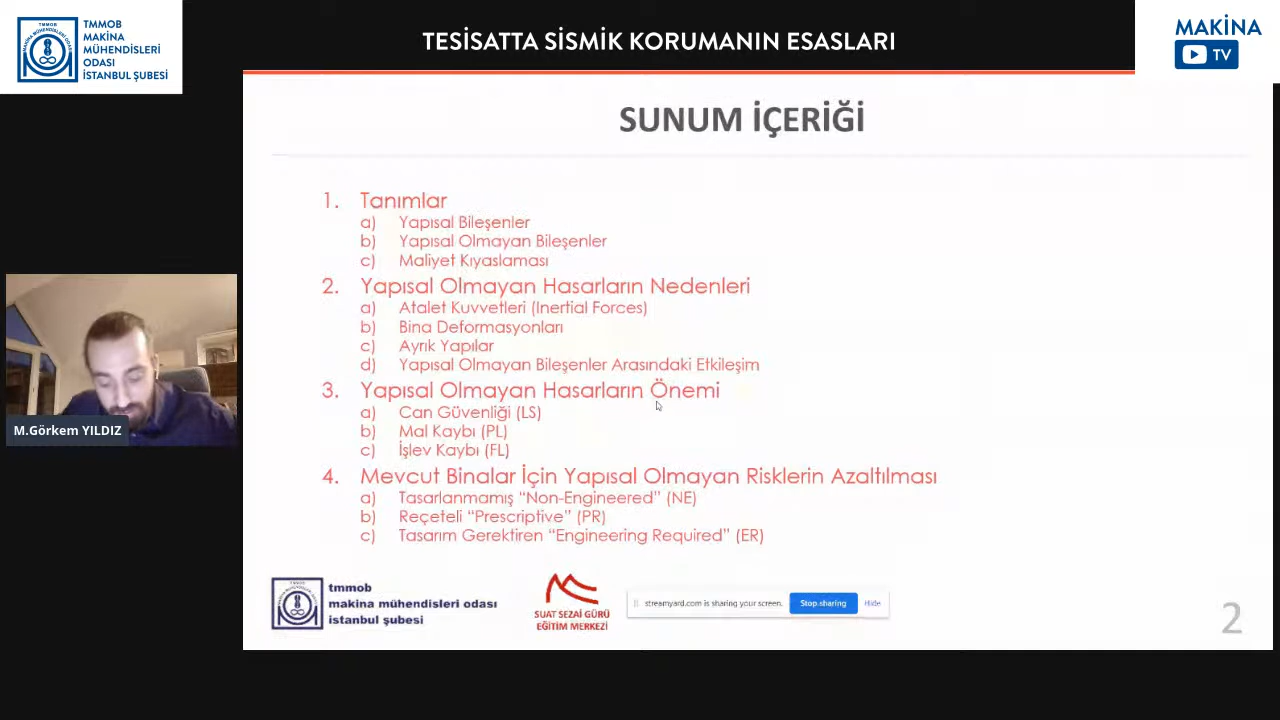 TMMOB
MAKİNA
MÜHENDİSLERİ
ODASI
İSTANBUL ŞUBESİ
TESİSATTA SİSMİK KORUMANIN ESASLARI
MAKİNA
TV
SUNUM İÇERİĞİ
1. Tanımlar
a) Yapısal Bileşenler
b) Yapısal Olmayan Bileşenler
c) Maliyet Kıyaslaması
2. Yapısal Olmayan Hasarların Nedenleri
a) Atalet Kuvvetleri (Inertial Forces)
b) Bina Deformasyonları
c) Ayrık Yapılar
d) Yapısal Olmayan Bileşenler Arasındaki Etkileşim
3. Yapısal Olmayan Hasarların Önemi
a) Can Güvenliği (LS)
b) Mal Kaybı (PL)
c) İşlev Kaybı (FL)
4. Mevcut Binalar İçin Yapısal Olmayan Risklerin Azaltılması
a) Tasarlanmamış “Non-Engineered” (NE)
b) Reçeteli “Prescriptive” (PR)
c) Tasarım Gerektiren “Engineering Required” (ER)
M.Görkem YILDIZ
tmmob
makina mühendisleri odası
istanbul şubesi
SUAT SEZAİ GÜRÜ
EĞİTİM MERKEZİ
streamyard.com is sharing your screen.
Stop sharing
Hide
2